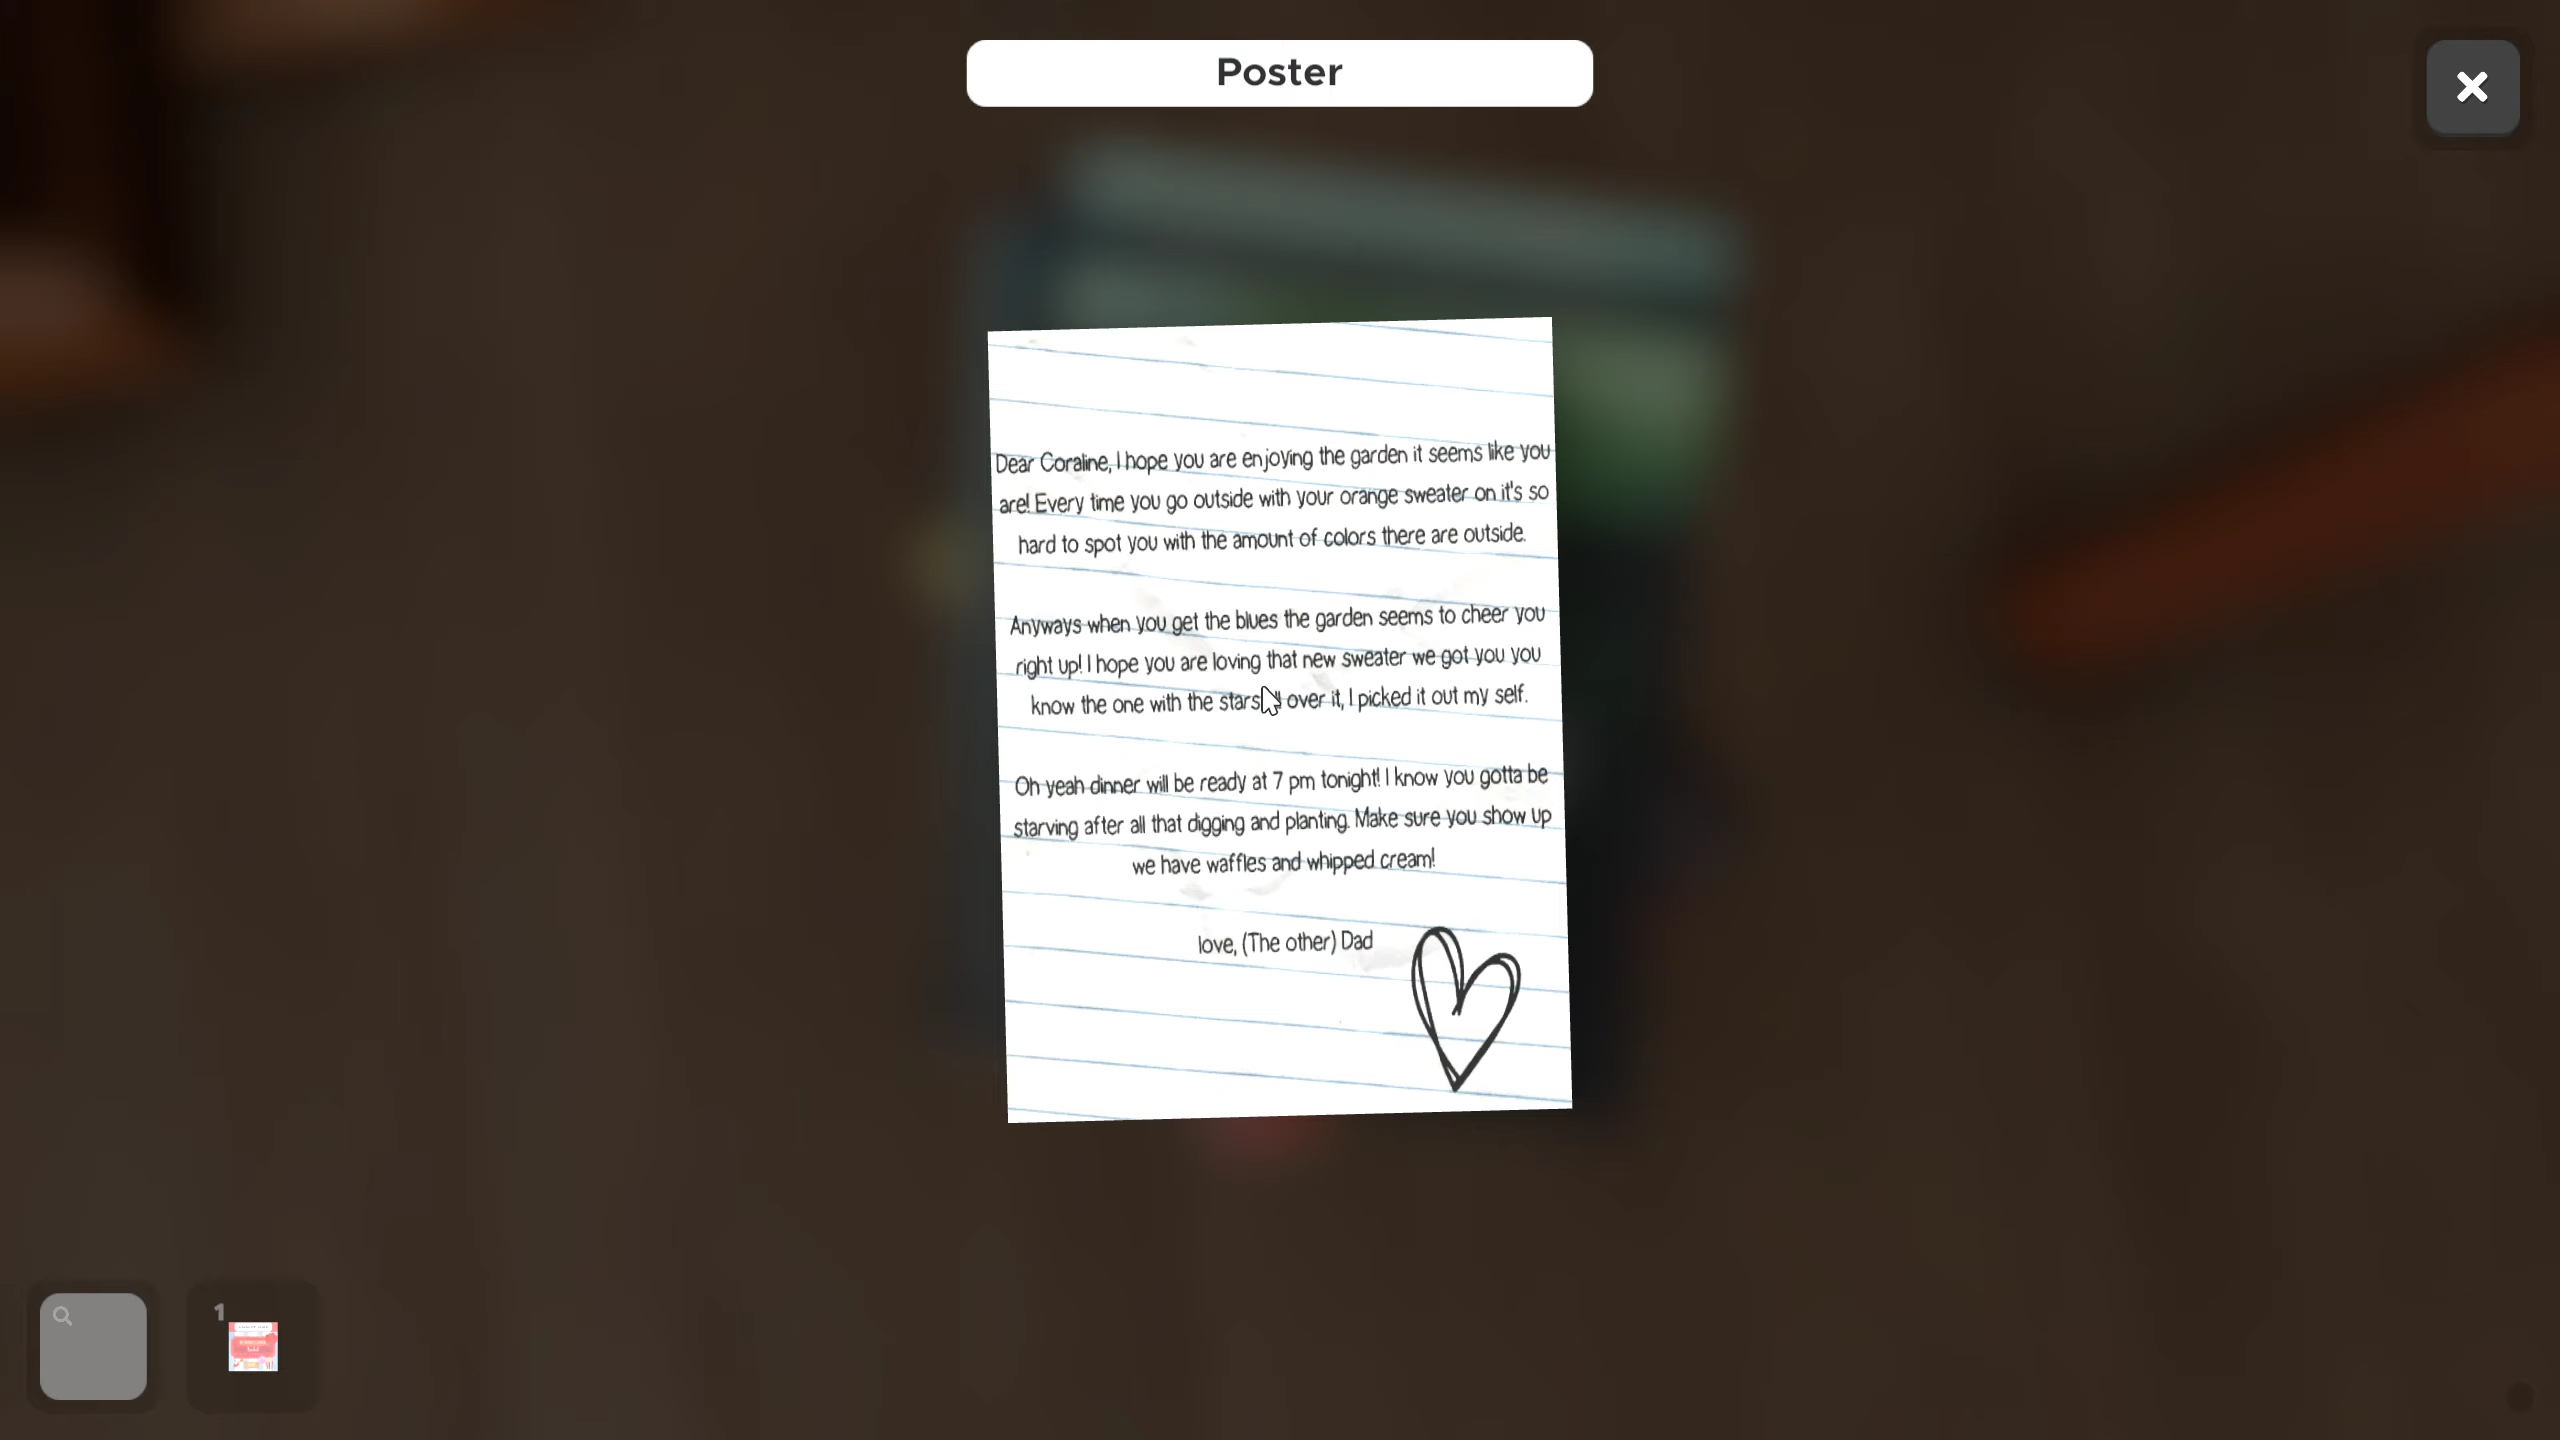 Poster
Dear Coraline, I hope you are enjoying the garden it seems like you
are! Every time you go outside with your orange sweater on it's so
hard to spot you with the amount of colors there are outside.
Anyways when you get the blues the garden seems to cheer you
right up! I hope you are loving that new sweater we got you you
know the one with the stars over it, I picked it out my self.
Oh yeah dinner will be ready at 7 pm tonight! I know you gotta be
starving after all that digging and planting. Make sure you show up
we have waffles and whipped cream!
love, (The other) Dad
1